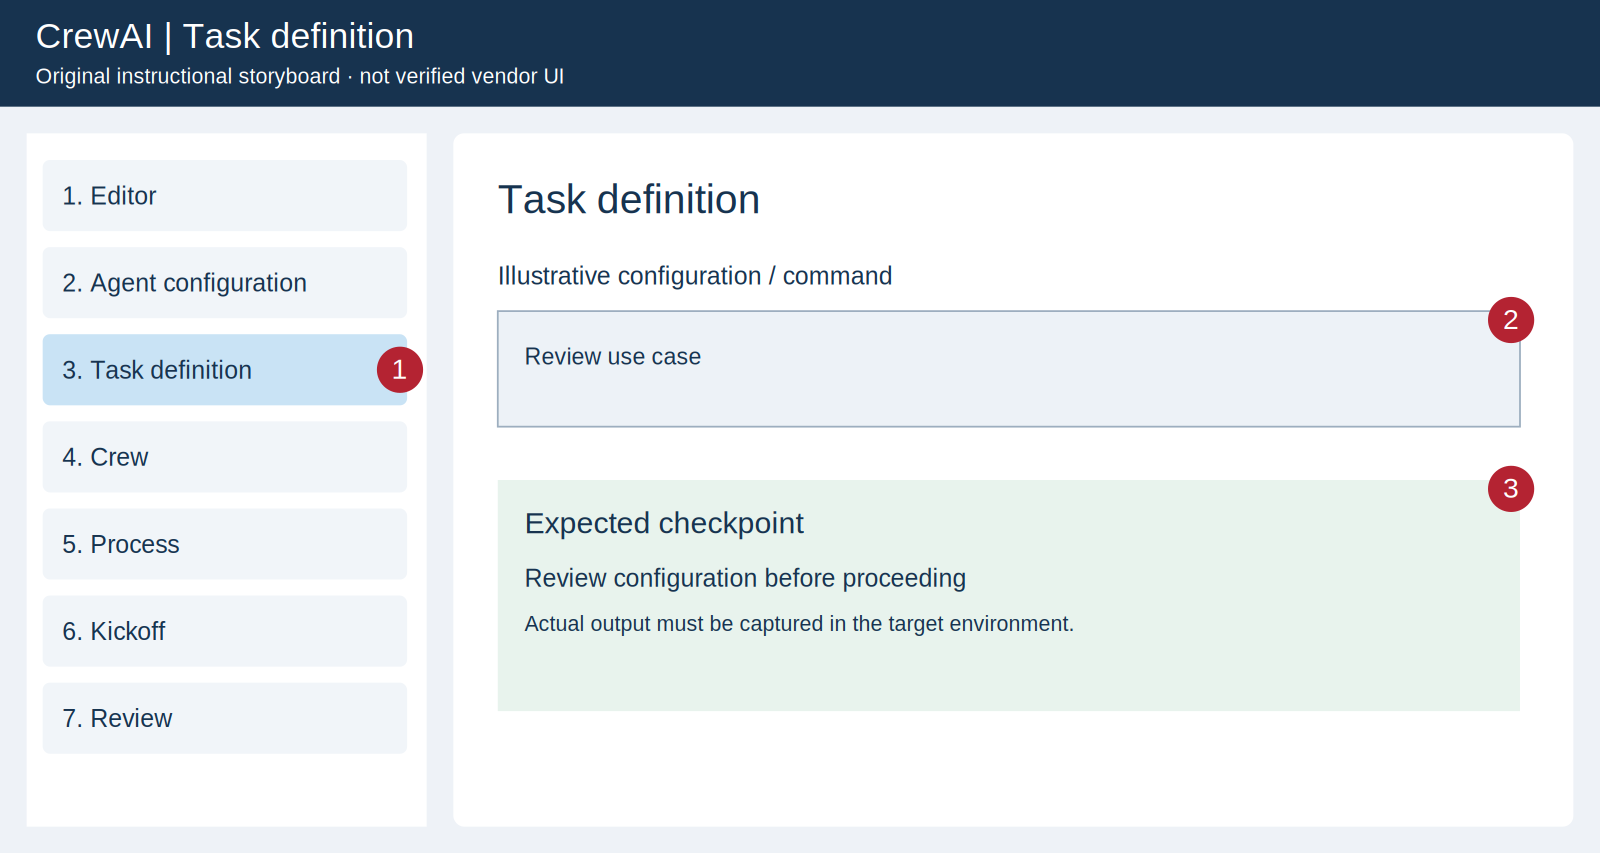 CrewAI | Task definition
Original instructional storyboard · not verified vendor UI
1. Editor
2. Agent configuration
3. Task definition
1
4. Crew
5. Process
6. Kickoff
7. Review
Task definition
Illustrative configuration / command
2
Review use case
3
Expected checkpoint
Review configuration before proceeding
Actual output must be captured in the target environment.